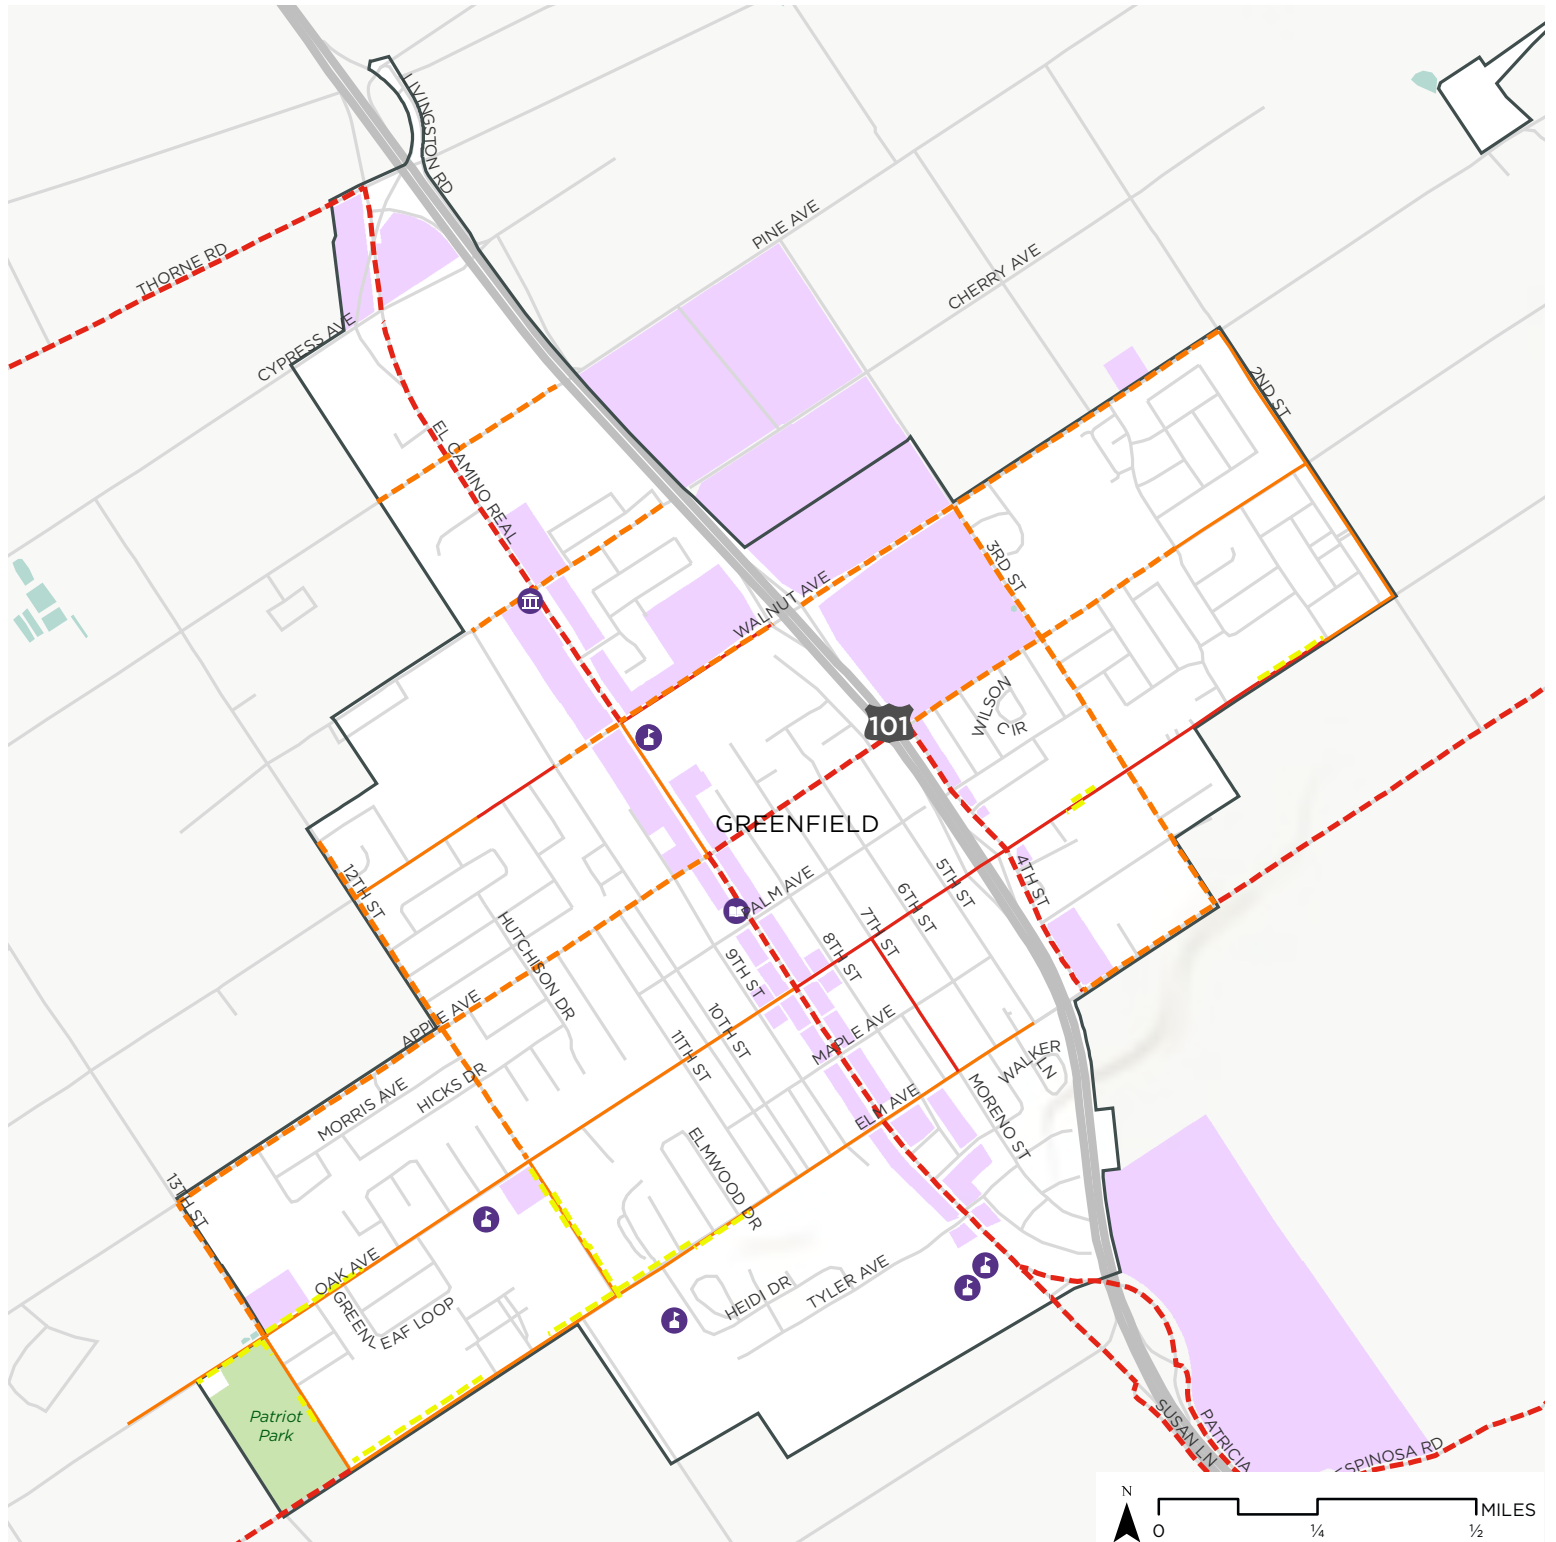 LIVINGSTON RD
PINE AVE
THORNE RD
CHERRY AVE
CYPRESS AVE
2ND ST
EL CAMINO REAL
3RD ST
WALNUT AVE
WILSON
CIR
101
GREENFIELD
12TH ST
PALM AVE
5TH ST
4TH ST
6TH ST
7TH ST
8TH ST
HUTCHISON DR
9TH ST
10TH ST
APPLE AVE
MAPLE AVE
11TH ST
WALKER
LN
HICKS DR
MORRIS AVE
ELM AVE
MORENO ST
ELMWOOD DR
13TH ST
OAK AVE
HEIDI DR
TYLER AVE
GREENL
EAF LOOP
Patriot
Park
SUSAN LN
PATRICIA
ESPINOSA RD
N
MILES
0
¼
½